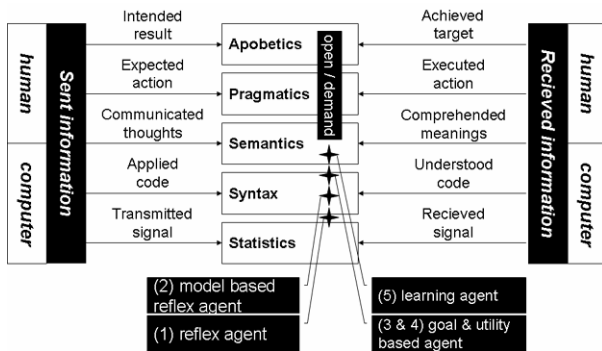 Intended
result
Expected
action
Communicated
thoughts
Applied
code
Transmitted
signal
human
computer
Sent information
Apobetics
Pragmatics
Semantics
Syntax
Statistics
open / demand
Achieved
target
Executed
action
Comprehended
meanings
Understood
code
Recieved
signal
Recieved information
human
computer
(2) model based
reflex agent
(1) reflex agent
(5) learning agent
(3 & 4) goal & utility
based agent